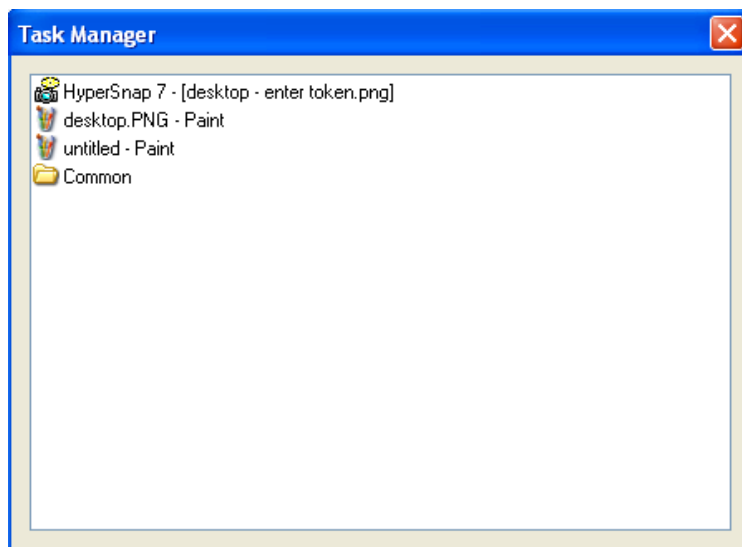 Task Manager
HyperSnap 7 - [desktop - enter token.png]
desktop.PNG - Paint
untitled - Paint
Common